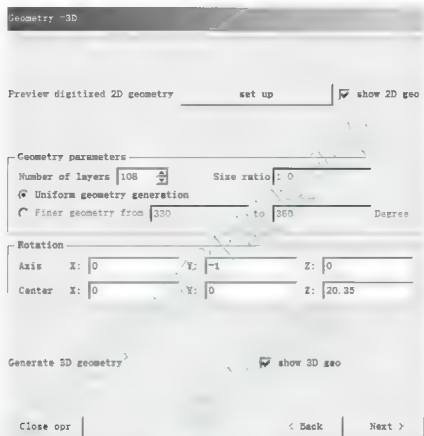 Geometry -3D
Preview digitized 2D geometry set up show 2D geo
Geometry parameters
Number of layers 108 Size ratio 1 0
Uniform geometry generation
Finer geometry from 330 to 360 Degree
Rotation
Axis X: 0 Y: -1 Z: 0
Center X: 0 Y: 0 Z: 20.35
Generate 3D geometry show 3D geo
Close opr < Back Next >